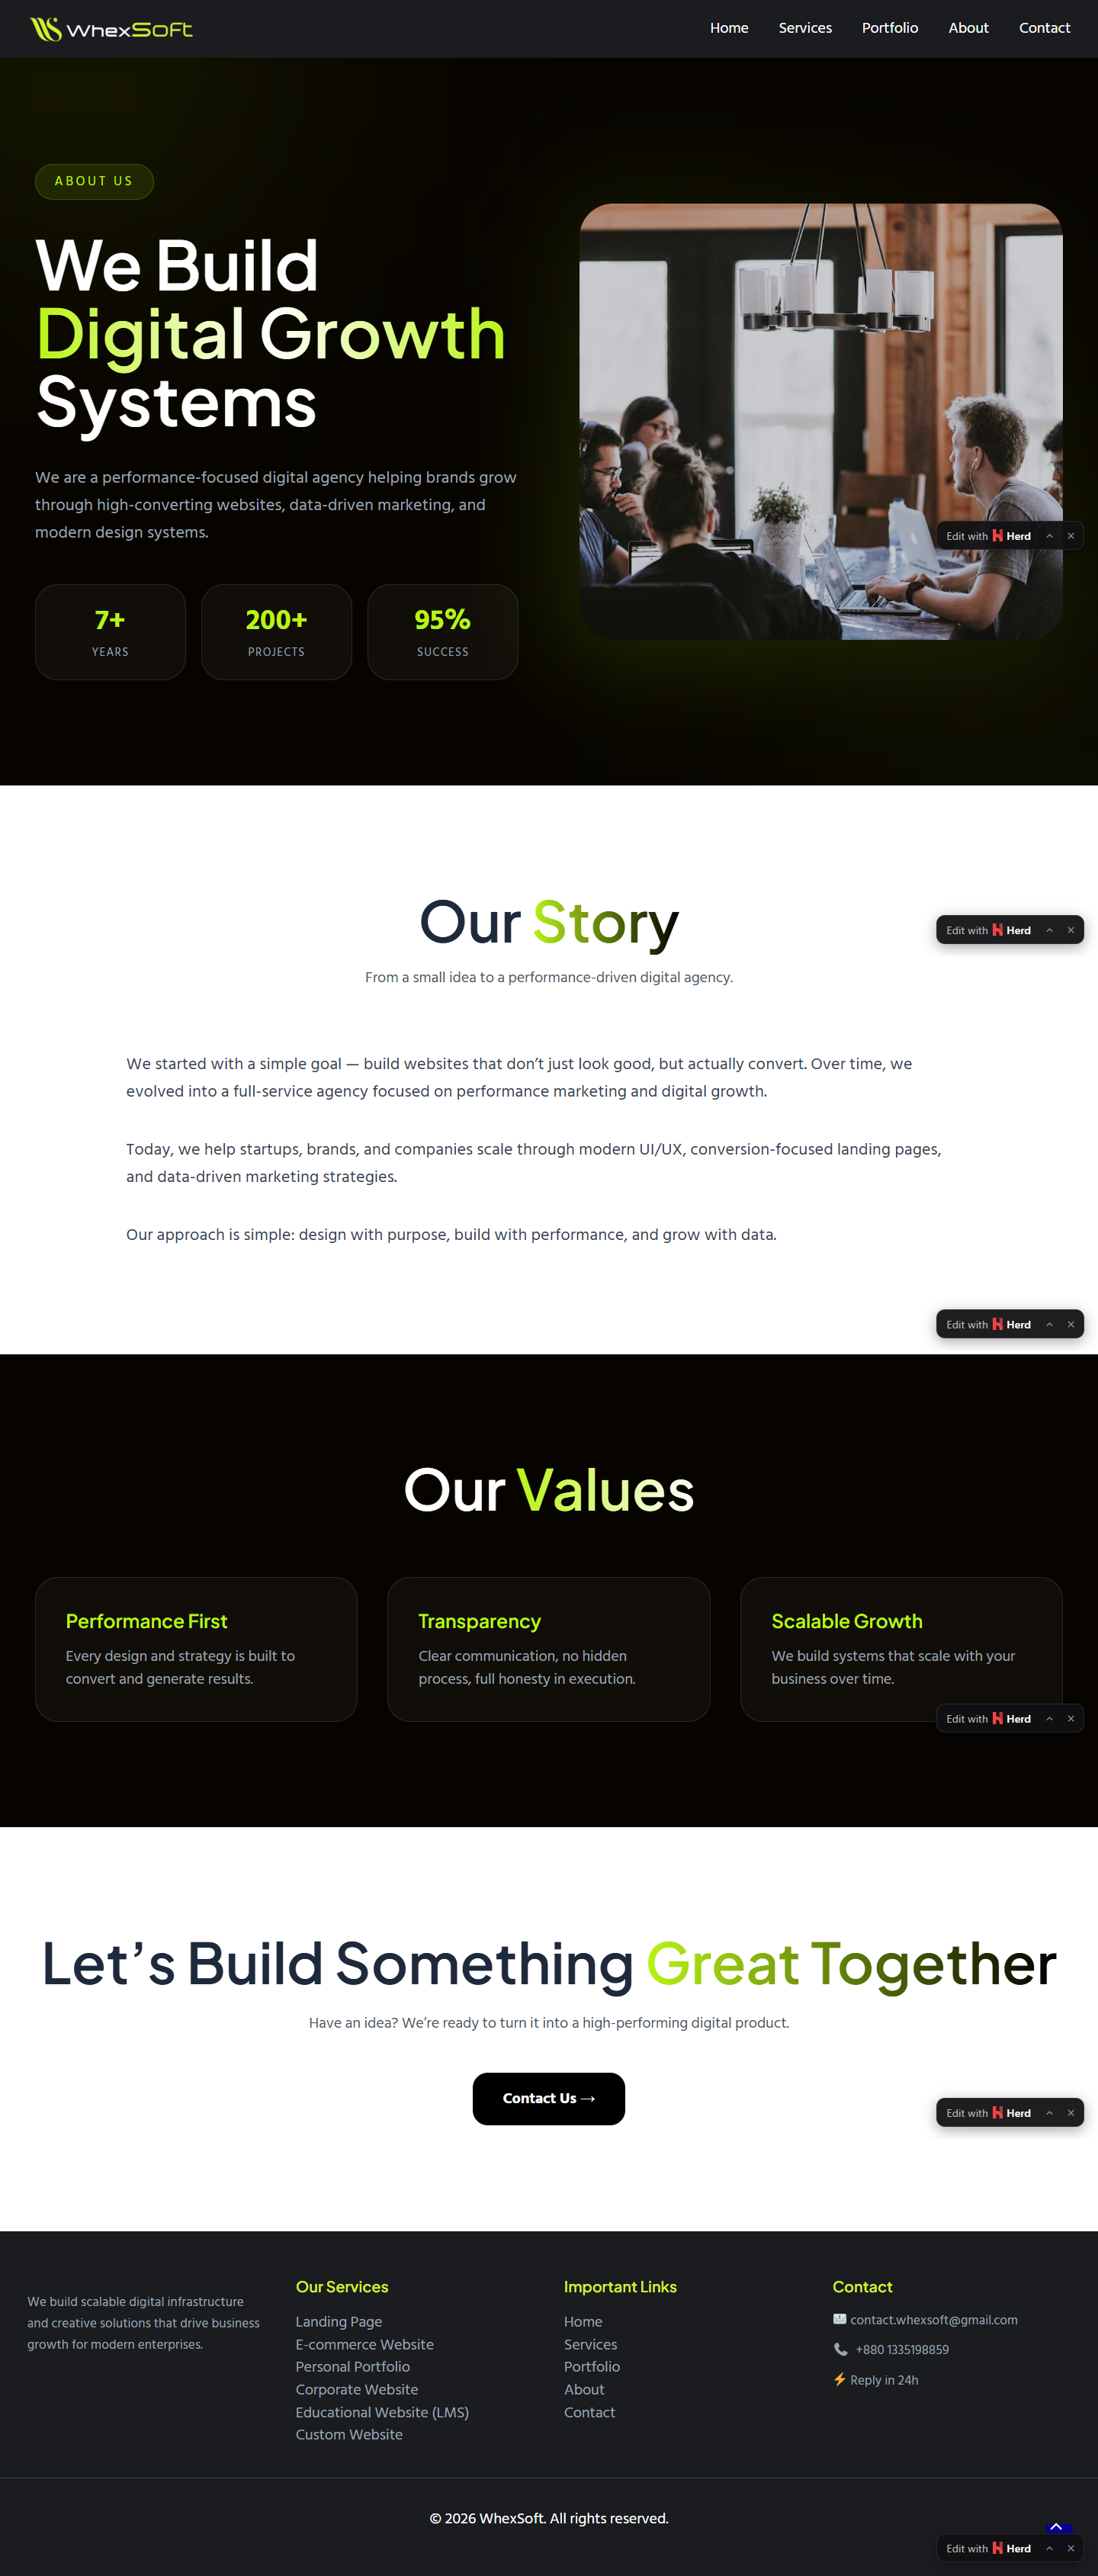 WhexSoft
Home Services Portfolio About Contact
ABOUT US
We Build
Digital Growth
Systems
We are a performance-focused digital agency helping brands grow
through high-converting websites, data-driven marketing, and
modern design systems.
Edit with Herd
7+ 200+ 95%
YEARS PROJECTS SUCCESS
Our Story
Edit with Herd
From a small idea to a performance-driven digital agency.
We started with a simple goal — build websites that don’t just look good, but actually convert. Over time, we
evolved into a full-service agency focused on performance marketing and digital growth.
Today, we help startups, brands, and companies scale through modern UI/UX, conversion-focused landing pages,
and data-driven marketing strategies.
Our approach is simple: design with purpose, build with performance, and grow with data.
Edit with Herd
Our Values
Performance First
Every design and strategy is built to
convert and generate results.
Transparency
Clear communication, no hidden
process, full honesty in execution.
Scalable Growth
We build systems that scale with your
business over time.
Edit with Herd
Let’s Build Something Great Together
Have an idea? We’re ready to turn it into a high-performing digital product.
Contact Us →
Edit with Herd
We build scalable digital infrastructure
and creative solutions that drive business
growth for modern enterprises.
Our Services
Landing Page
E-commerce Website
Personal Portfolio
Corporate Website
Educational Website (LMS)
Custom Website
Important Links
Home
Services
Portfolio
About
Contact
Contact
📧 contact.whexsoft@gmail.com
📞 +880 1335198859
⚡ Reply in 24h
© 2026 WhexSoft. All rights reserved.
Edit with Herd